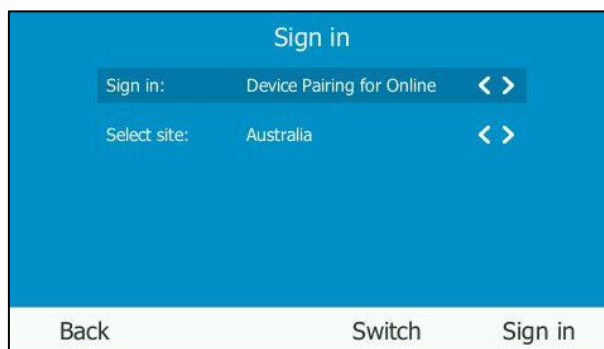 Sign in
Sign in: Device Pairing for Online
Select site: Australia
Back Switch Sign in